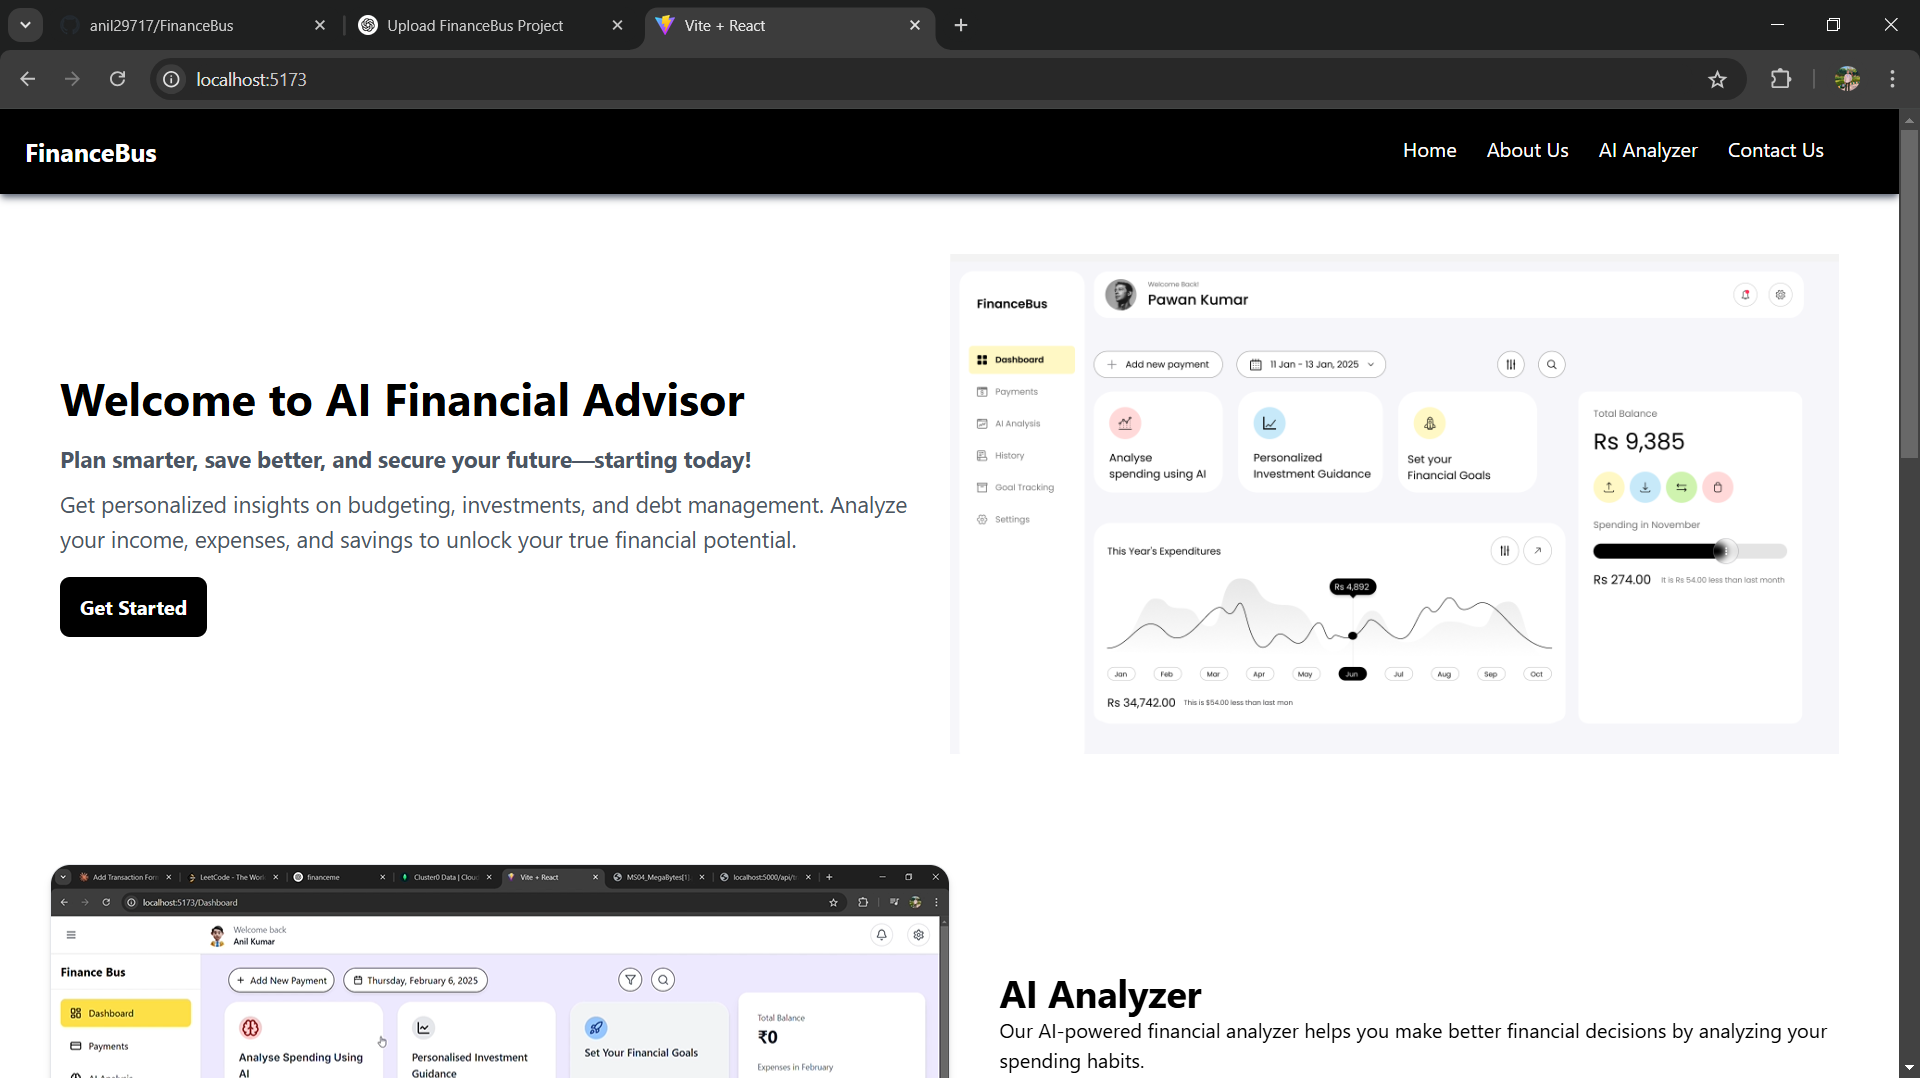 anil29717/FinanceBus
Upload FinanceBus Project
Vite + React
localhost:5173
FinanceBus
Home
About Us
AI Analyzer
Contact Us
Welcome to AI Financial Advisor
Plan smarter, save better, and secure your future—starting today!
Get personalized insights on budgeting, investments, and debt management. Analyze
your income, expenses, and savings to unlock your true financial potential.
Get Started
FinanceBus
Welcome Back!
Pawan Kumar
Dashboard
Payments
AI Analysis
History
Goal Tracking
Settings
Add new payment
11 Jan - 13 Jan, 2025
Analyse
spending using AI
Personalized
Investment Guidance
Set your
Financial Goals
Total Balance
Rs 9,385
Spending in November
Rs 274.00
It is Rs 54.00 less than last month
This Year's Expenditures
Rs 4,892
Jan
Feb
Mar
Apr
May
Jun
Jul
Aug
Sep
Oct
Rs 34,742.00
This is $54.00 less than last mon
Add Transaction For
LeetCode - The Wor
financeme
Cluster0 Data | Clou
Vite + React
MS04_MegaBytes[1]
localhost:5000/api/t
localhost:5173/Dashboard
Welcome back
Anil Kumar
Finance Bus
Dashboard
Payments
Add New Payment
Thursday, February 6, 2025
Analyse Spending Using
AI
Personalised Investment
Guidance
Set Your Financial Goals
Total Balance
₹0
Expenses in February
AI Analyzer
Our AI-powered financial analyzer helps you make better financial decisions by analyzing your
spending habits.